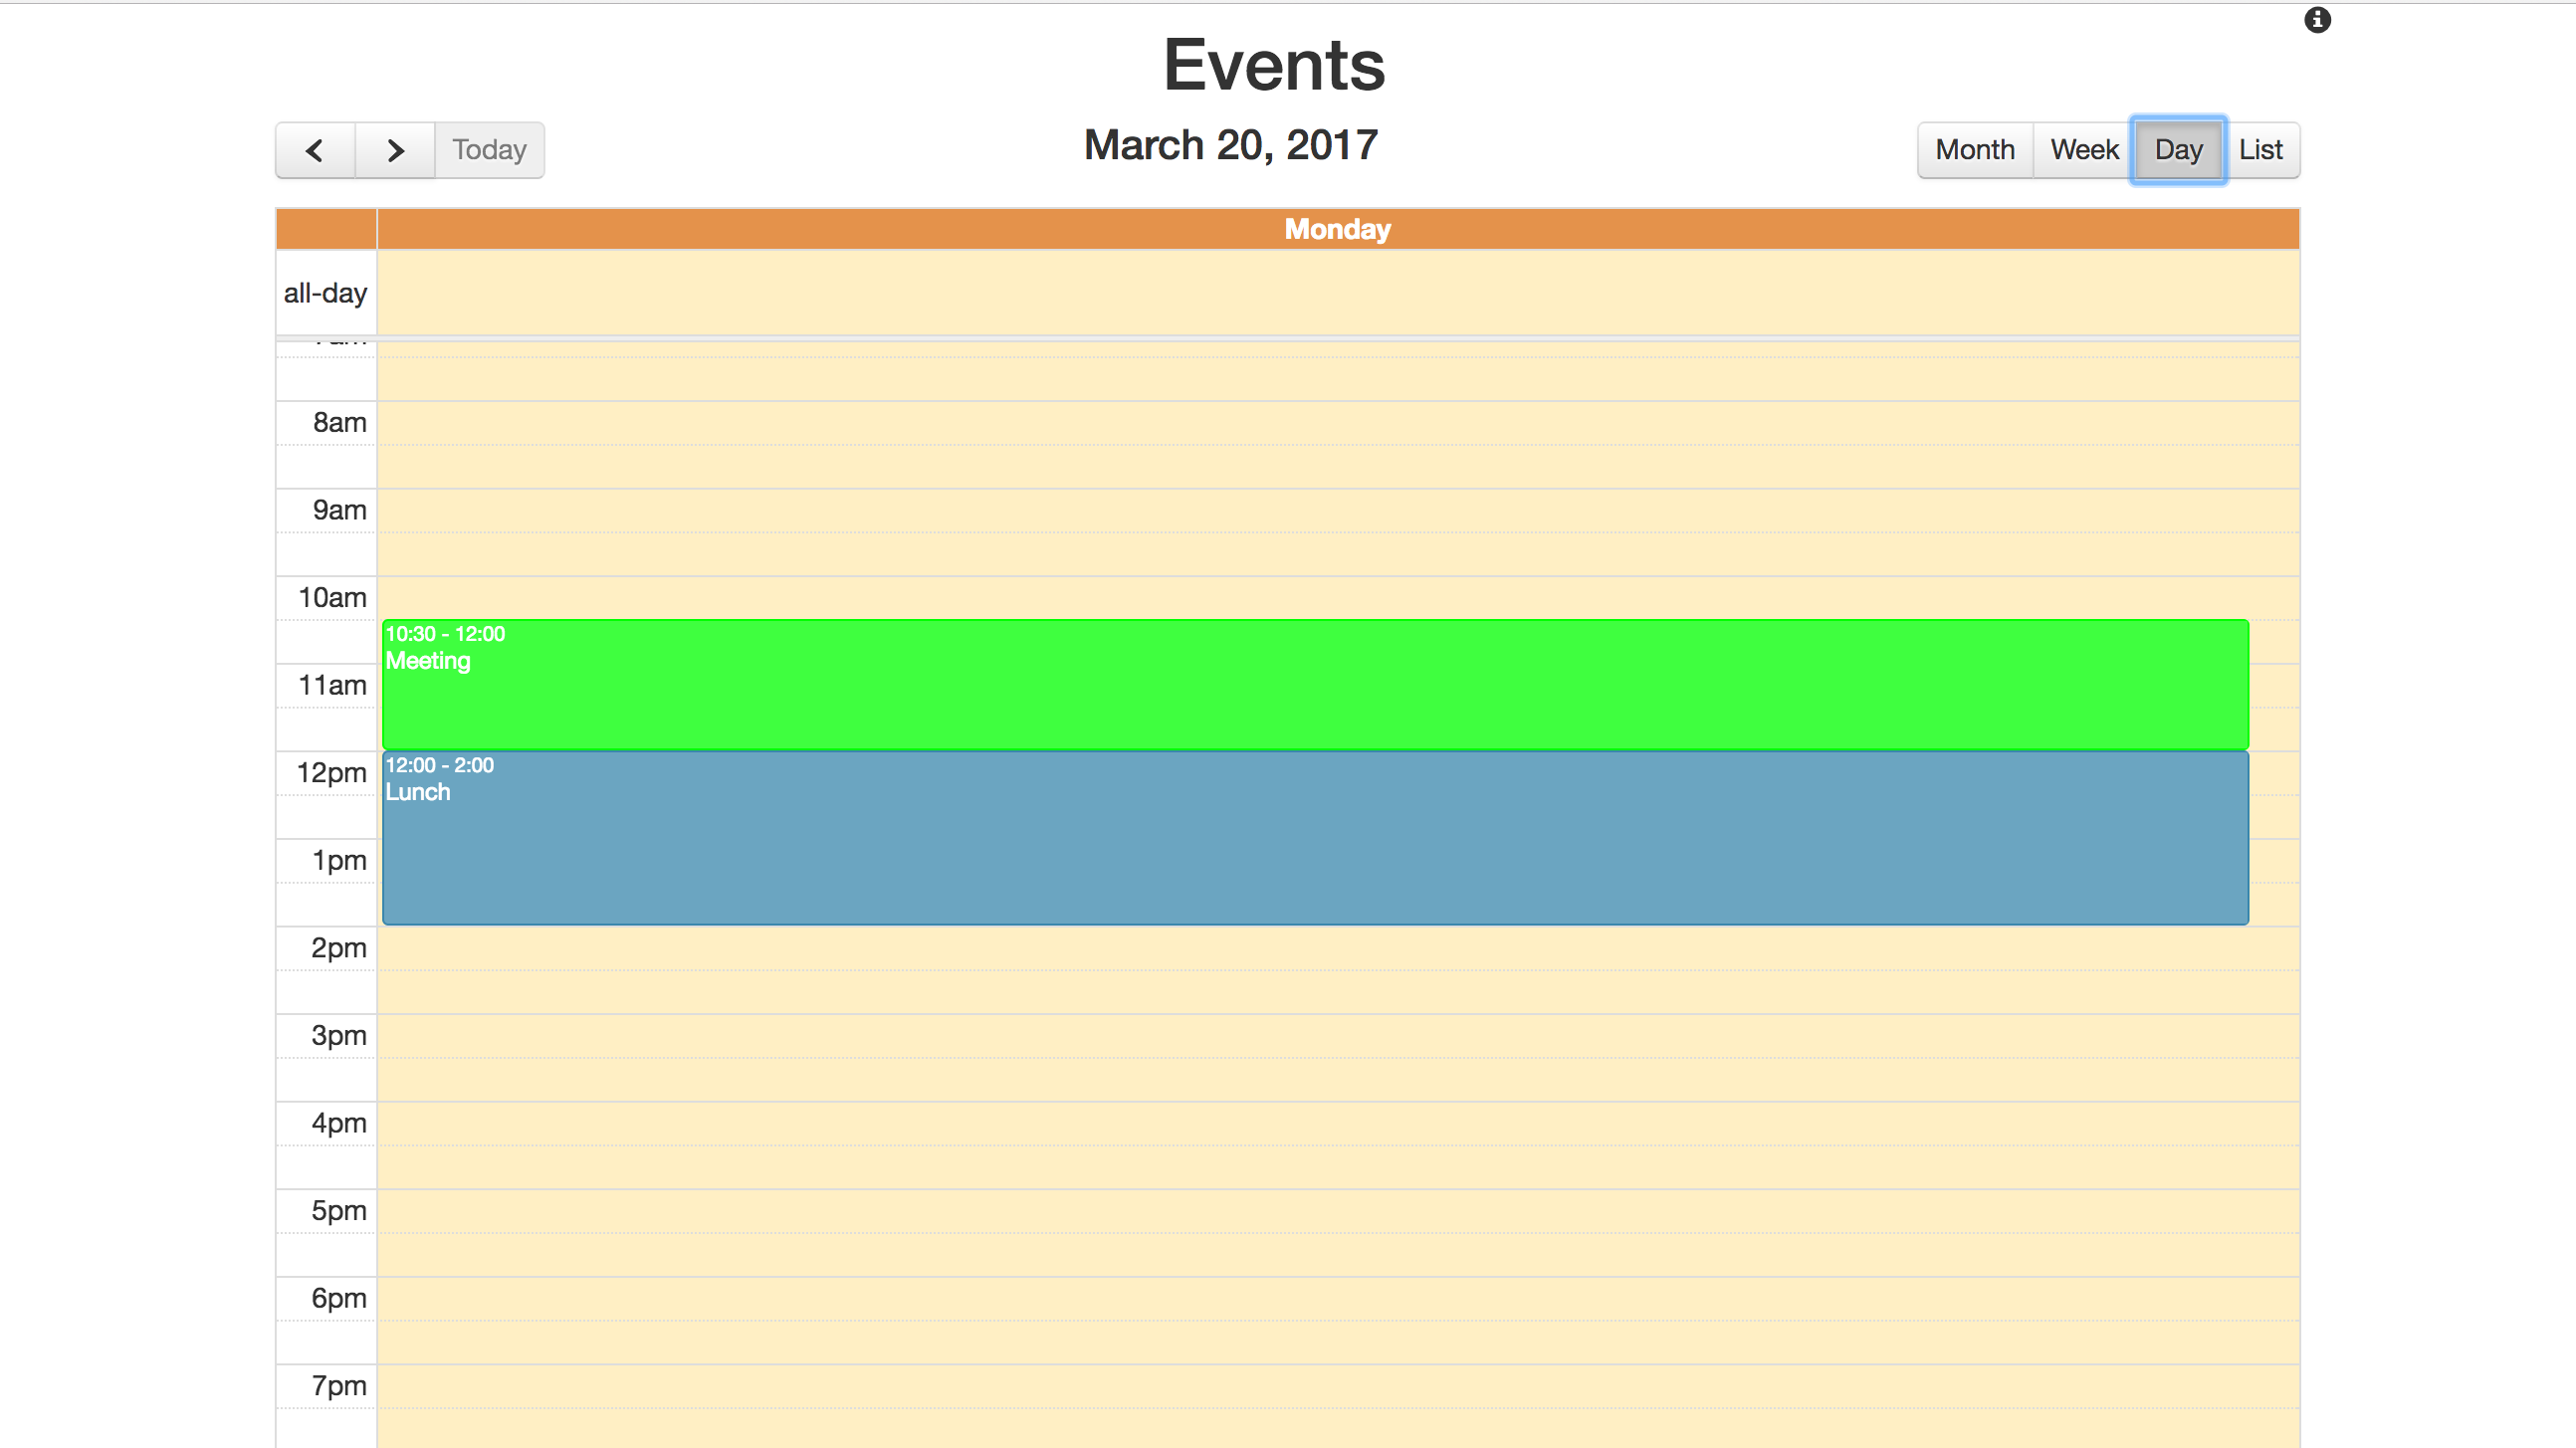 Events
Today
March 20, 2017
Month Week Day List
Monday
all-day
8am
9am
10am
10:30 - 12:00
Meeting
11am
12pm
12:00 - 2:00
Lunch
1pm
2pm
3pm
4pm
5pm
6pm
7pm